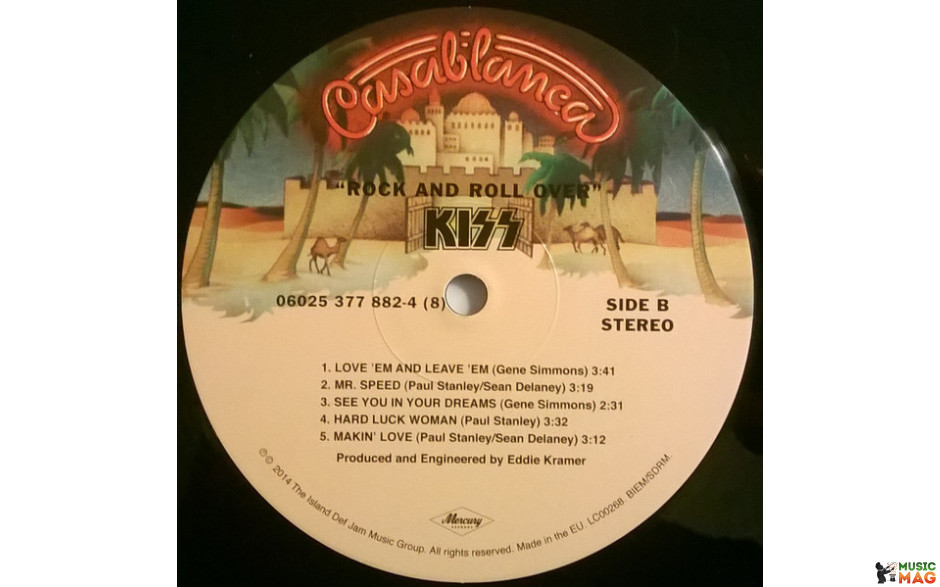 Casablanca
"ROCK AND ROLL OVER"
KISS
06025 377 882-4 (8)
SIDE B
STEREO
1. LOVE 'EM AND LEAVE 'EM (Gene Simmons) 3:41
2. MR. SPEED (Paul Stanley/Sean Delaney) 3:19
3. SEE YOU IN YOUR DREAMS (Gene Simmons) 2:31
4. HARD LUCK WOMAN (Paul Stanley) 3:32
5. MAKIN' LOVE (Paul Stanley/Sean Delaney) 3:12
Produced and Engineered by Eddie Kramer
℗© 2014 The Island Def Jam Music Group. All rights reserved. Made in the EU. LC00268. BIEM/SDRM.
Mercury
RECORDS
MUSIC
MAG